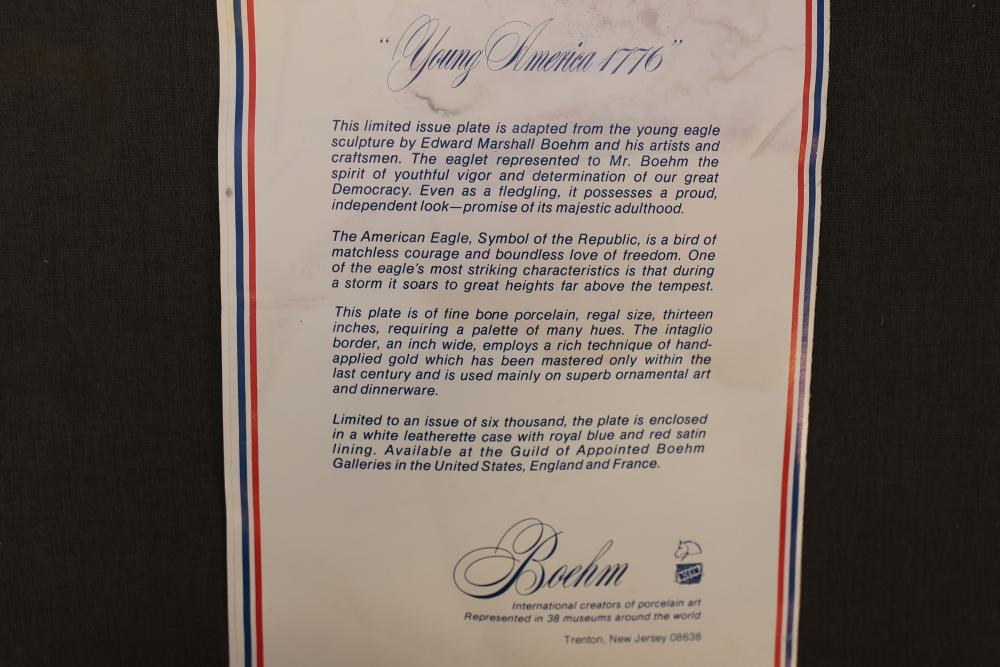 "Young America 1776"
This limited issue plate is adapted from the young eagle
sculpture by Edward Marshall Boehm and his artists and
craftsmen. The eaglet represented to Mr. Boehm the
spirit of youthful vigor and determination of our great
Democracy. Even as a fledgling, it possesses a proud,
independent look—promise of its majestic adulthood.
The American Eagle, Symbol of the Republic, is a bird of
matchless courage and boundless love of freedom. One
of the eagle's most striking characteristics is that during
a storm it soars to great heights far above the tempest.
This plate is of fine bone porcelain, regal size, thirteen
inches, requiring a palette of many hues. The intaglio
border, an inch wide, employs a rich technique of hand-
applied gold which has been mastered only within the
last century and is used mainly on superb ornamental art
and dinnerware.
Limited to an issue of six thousand, the plate is enclosed
in a white leatherette case with royal blue and red satin
lining. Available at the Guild of Appointed Boehm
Galleries in the United States, England and France.
Boehm
International creators of porcelain art
Represented in 38 museums around the world
Trenton, New Jersey 08638